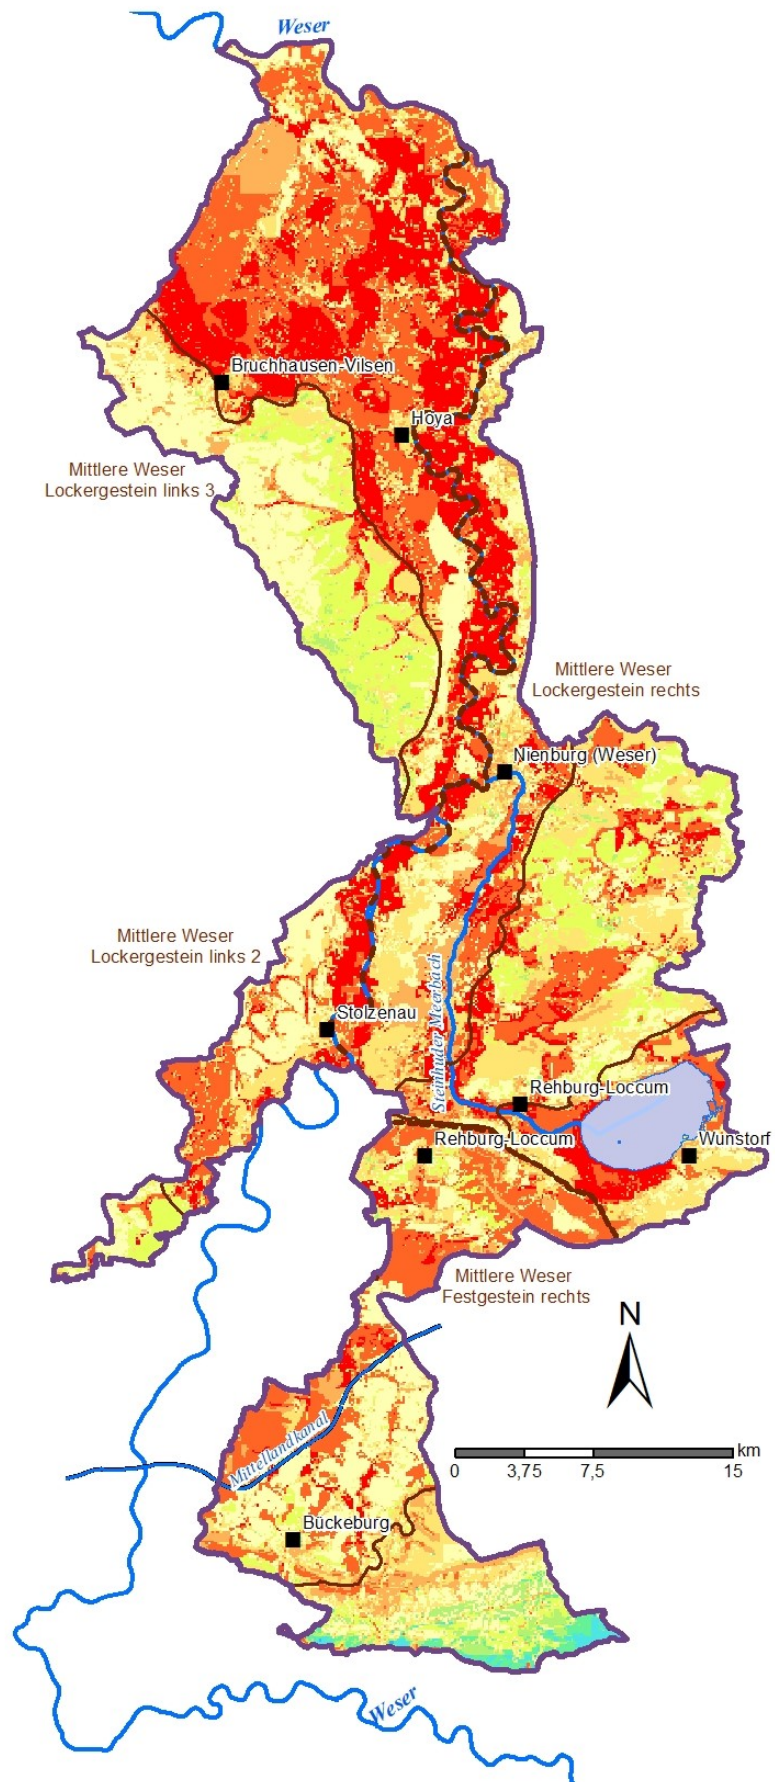 Weser
Bruchhausen-Vilsen
Hoya
Mittlere Weser
Lockergestein links 3
Mittlere Weser
Lockergestein rechts
Nienburg (Weser)
Mittlere Weser
Lockergestein links 2
Steinhuder Meerbach
Stolzenau
Rehburg-Loccum
Rehburg-Loccum
Wunstorf
Mittlere Weser
Festgestein rechts
N
km
0 3,75 7,5 15
Mittellandkanal
Bückeburg
Weser